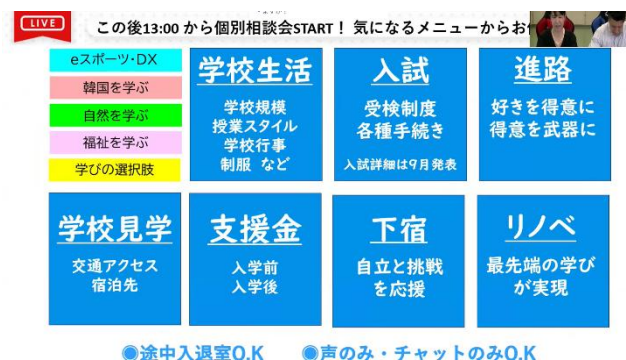 LIVE
この後13:00 から個別相談会START! 気になるメニューからお
eスポーツ・DX
韓国を学ぶ
自然を学ぶ
福祉を学ぶ
学びの選択肢
学校生活
学校規模
授業スタイル
学校行事
制服 など
入試
受検制度
各種手続き
入試詳細は9月発表
進路
好きを得意に
得意を武器に
学校見学
交通アクセス
宿泊先
支援金
入学前
入学後
下宿
自立と挑戦
を応援
リノベ
最先端の学び
が実現
◉途中入退室O.K
◉声のみ・チャットのみO.K